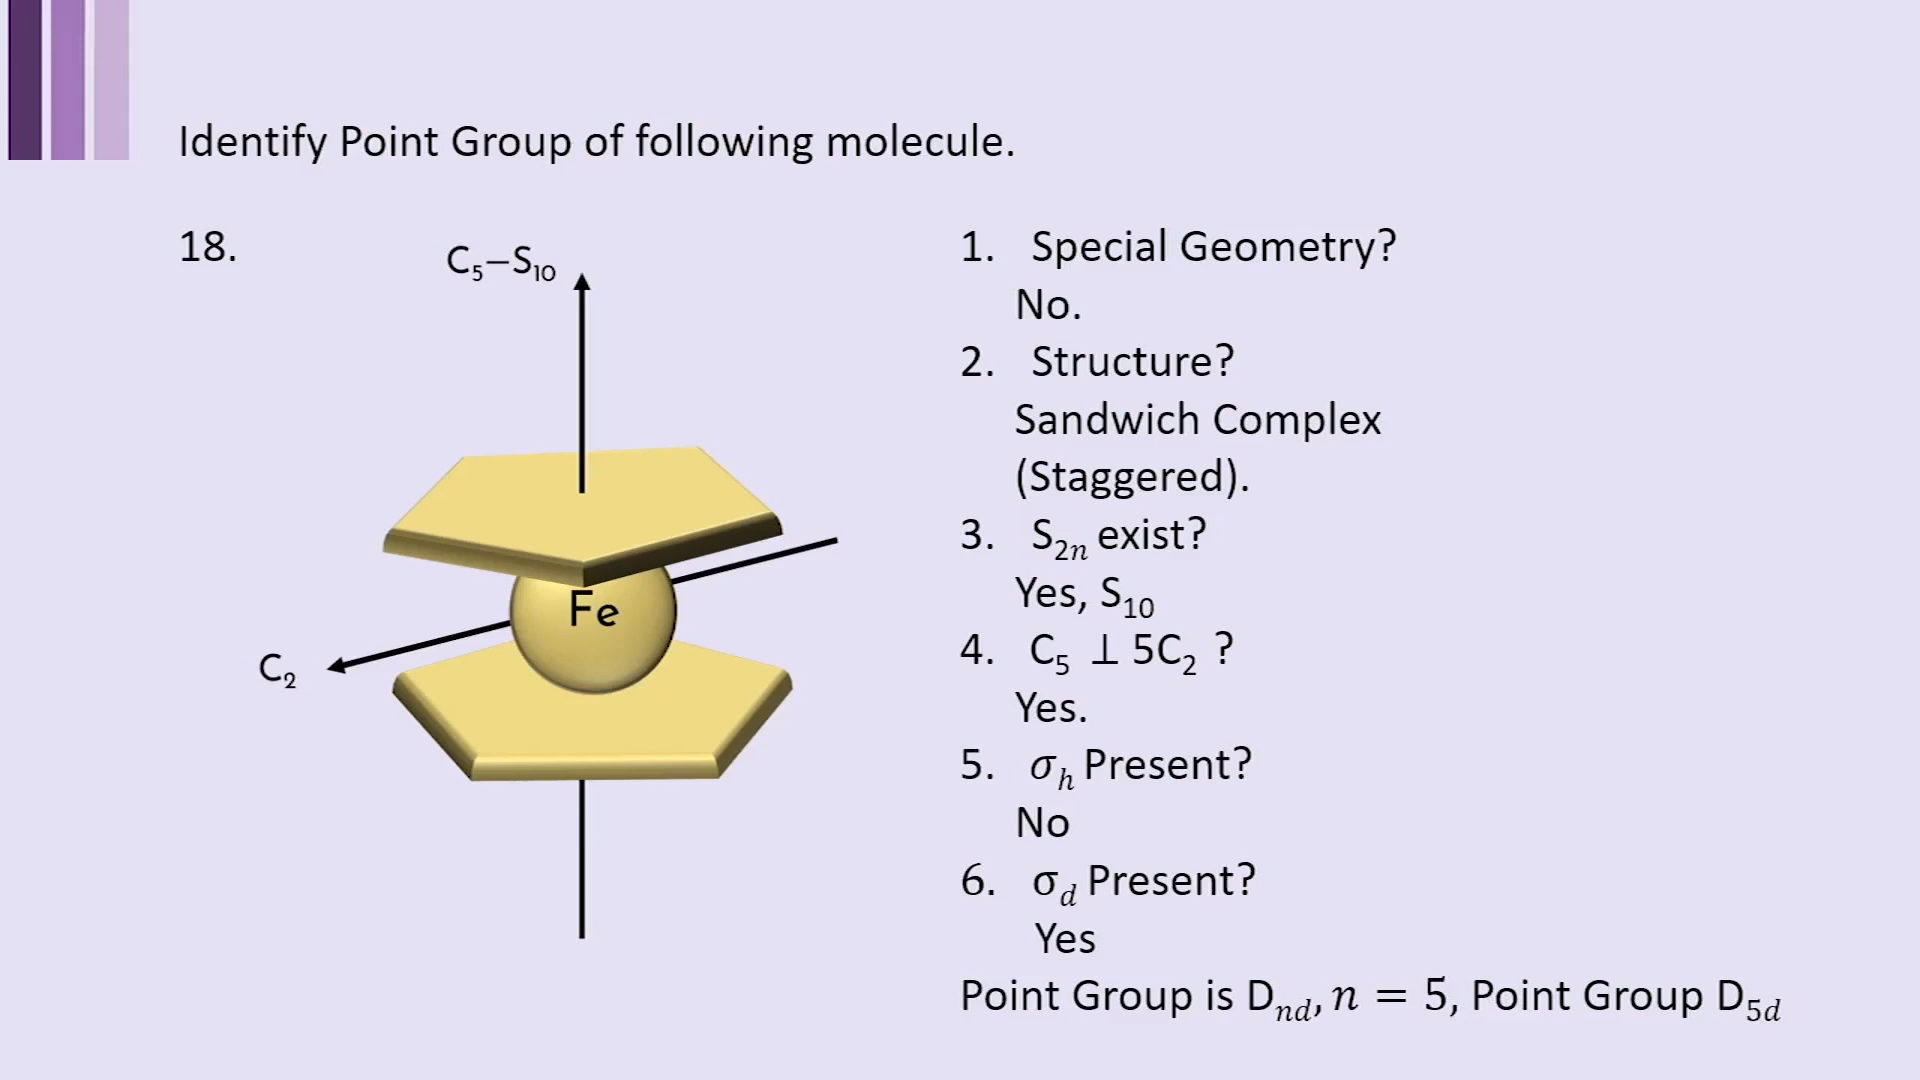 Identify Point Group of following molecule.
18.
C₅–S₁₀
Fe
C₂
1. Special Geometry?
No.
2. Structure?
Sandwich Complex
(Staggered).
3. S₂ₙ exist?
Yes, S₁₀
4. C₅ ⊥ 5C₂ ?
Yes.
5. σₕ Present?
No
6. σ_d Present?
Yes
Point Group is D_nd, n = 5, Point Group D_5d